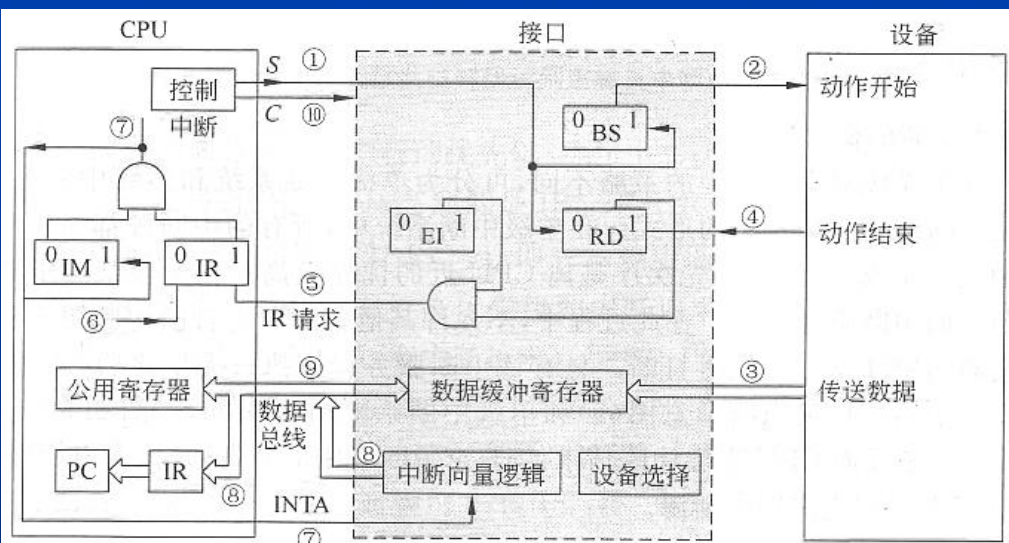 CPU
接口
设备
S
①
②
控制
C
⑩
动作开始
⑦
中断
0
1
BS
0
1
EI
0
1
RD
④
动作结束
0
IM
0
1
IR
⑤
⑥
IR 请求
⑨
③
公用寄存器
数据缓冲寄存器
传送数据
数据
总线
PC
IR
⑧
⑧
中断向量逻辑
设备选择
INTA
⑦